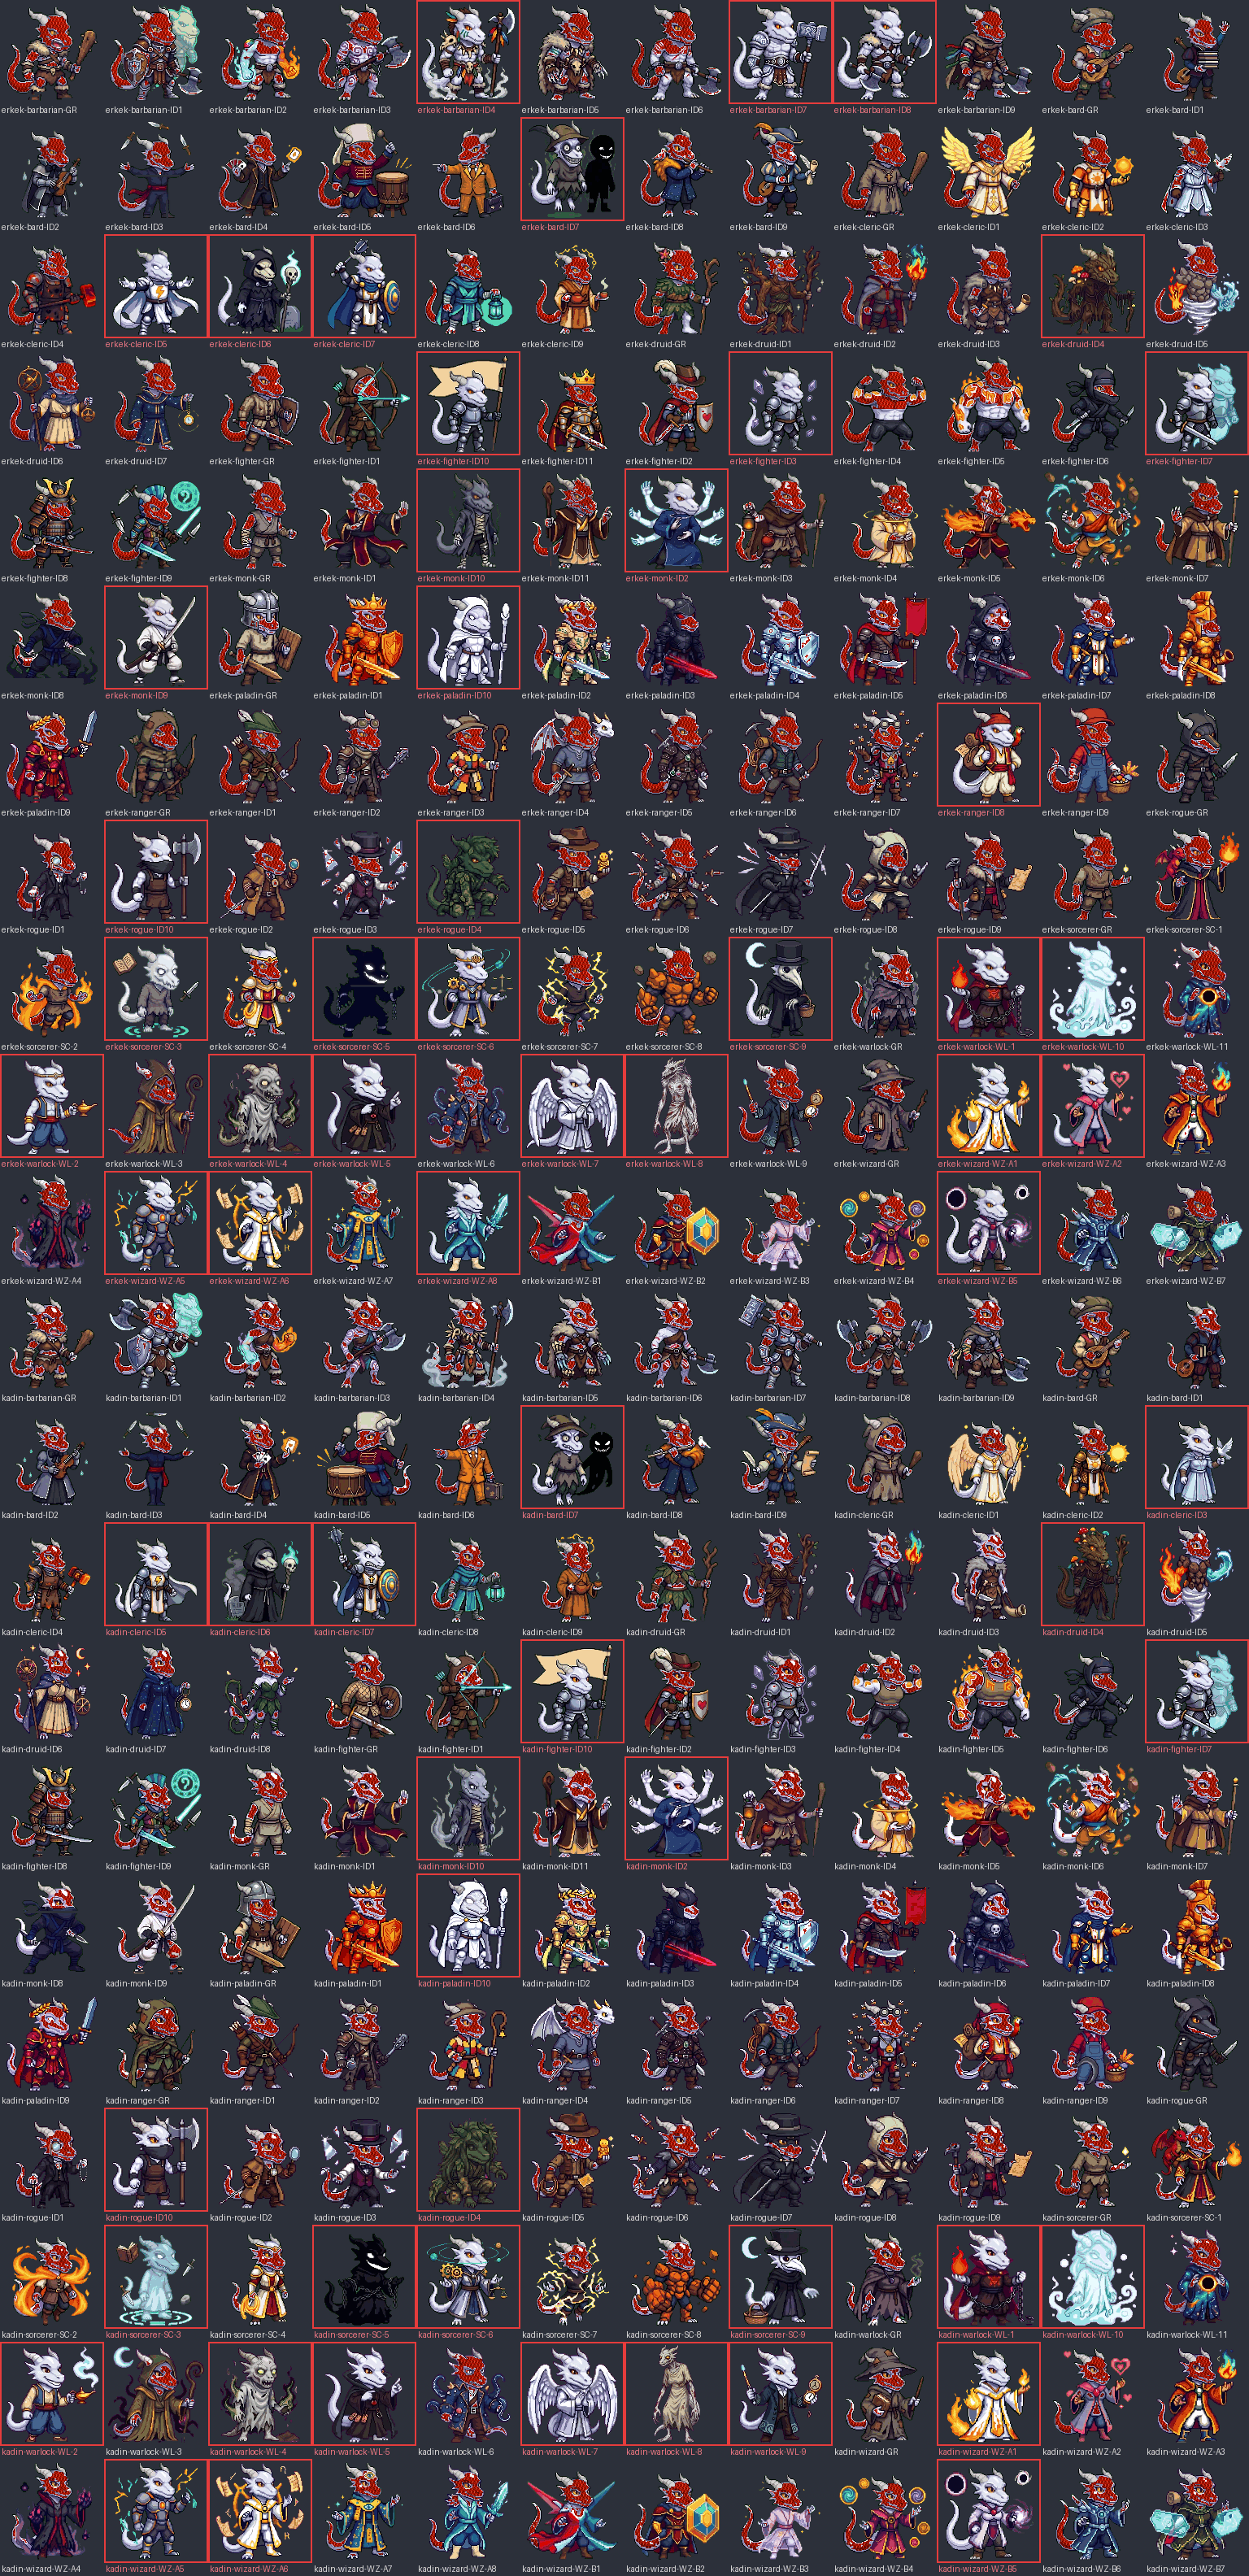 erkek-barbarian-GR erkek-barbarian-ID1 erkek-barbarian-ID2 erkek-barbarian-ID3 erkek-barbarian-ID4 erkek-barbarian-ID5 erkek-barbarian-ID6 erkek-barbarian-ID7 erkek-barbarian-ID8 erkek-barbarian-ID9 erkek-bard-GR erkek-bard-ID1
erkek-bard-ID2 erkek-bard-ID3 erkek-bard-ID4 erkek-bard-ID5 erkek-bard-ID6 erkek-bard-ID7 erkek-bard-ID8 erkek-bard-ID9 erkek-cleric-GR erkek-cleric-ID1 erkek-cleric-ID2 erkek-cleric-ID3
erkek-cleric-ID4 erkek-cleric-ID5 erkek-cleric-ID6 erkek-cleric-ID7 erkek-cleric-ID8 erkek-cleric-ID9 erkek-druid-GR erkek-druid-ID1 erkek-druid-ID2 erkek-druid-ID3 erkek-druid-ID4 erkek-druid-ID5
erkek-druid-ID6 erkek-druid-ID7 erkek-fighter-GR erkek-fighter-ID1 erkek-fighter-ID10 erkek-fighter-ID11 erkek-fighter-ID2 erkek-fighter-ID3 erkek-fighter-ID4 erkek-fighter-ID5 erkek-fighter-ID6 erkek-fighter-ID7
?
erkek-fighter-ID8 erkek-fighter-ID9 erkek-monk-GR erkek-monk-ID1 erkek-monk-ID10 erkek-monk-ID11 erkek-monk-ID2 erkek-monk-ID3 erkek-monk-ID4 erkek-monk-ID5 erkek-monk-ID6 erkek-monk-ID7
erkek-monk-ID8 erkek-monk-ID9 erkek-paladin-GR erkek-paladin-ID1 erkek-paladin-ID10 erkek-paladin-ID2 erkek-paladin-ID3 erkek-paladin-ID4 erkek-paladin-ID5 erkek-paladin-ID6 erkek-paladin-ID7 erkek-paladin-ID8
erkek-paladin-ID9 erkek-ranger-GR erkek-ranger-ID1 erkek-ranger-ID2 erkek-ranger-ID3 erkek-ranger-ID4 erkek-ranger-ID5 erkek-ranger-ID6 erkek-ranger-ID7 erkek-ranger-ID8 erkek-ranger-ID9 erkek-rogue-GR
erkek-rogue-ID1 erkek-rogue-ID10 erkek-rogue-ID2 erkek-rogue-ID3 erkek-rogue-ID4 erkek-rogue-ID5 erkek-rogue-ID6 erkek-rogue-ID7 erkek-rogue-ID8 erkek-rogue-ID9 erkek-sorcerer-GR erkek-sorcerer-SC-1
erkek-sorcerer-SC-2 erkek-sorcerer-SC-3 erkek-sorcerer-SC-4 erkek-sorcerer-SC-5 erkek-sorcerer-SC-6 erkek-sorcerer-SC-7 erkek-sorcerer-SC-8 erkek-sorcerer-SC-9 erkek-warlock-GR erkek-warlock-WL-1 erkek-warlock-WL-10 erkek-warlock-WL-11
erkek-warlock-WL-2 erkek-warlock-WL-3 erkek-warlock-WL-4 erkek-warlock-WL-5 erkek-warlock-WL-6 erkek-warlock-WL-7 erkek-warlock-WL-8 erkek-warlock-WL-9 erkek-wizard-GR erkek-wizard-WZ-A1 erkek-wizard-WZ-A2 erkek-wizard-WZ-A3
R
erkek-wizard-WZ-A4 erkek-wizard-WZ-A5 erkek-wizard-WZ-A6 erkek-wizard-WZ-A7 erkek-wizard-WZ-A8 erkek-wizard-WZ-B1 erkek-wizard-WZ-B2 erkek-wizard-WZ-B3 erkek-wizard-WZ-B4 erkek-wizard-WZ-B5 erkek-wizard-WZ-B6 erkek-wizard-WZ-B7
kadin-barbarian-GR kadin-barbarian-ID1 kadin-barbarian-ID2 kadin-barbarian-ID3 kadin-barbarian-ID4 kadin-barbarian-ID5 kadin-barbarian-ID6 kadin-barbarian-ID7 kadin-barbarian-ID8 kadin-barbarian-ID9 kadin-bard-GR kadin-bard-ID1
kadin-bard-ID2 kadin-bard-ID3 kadin-bard-ID4 kadin-bard-ID5 kadin-bard-ID6 kadin-bard-ID7 kadin-bard-ID8 kadin-bard-ID9 kadin-cleric-GR kadin-cleric-ID1 kadin-cleric-ID2 kadin-cleric-ID3
kadin-cleric-ID4 kadin-cleric-ID5 kadin-cleric-ID6 kadin-cleric-ID7 kadin-cleric-ID8 kadin-cleric-ID9 kadin-druid-GR kadin-druid-ID1 kadin-druid-ID2 kadin-druid-ID3 kadin-druid-ID4 kadin-druid-ID5
kadin-druid-ID6 kadin-druid-ID7 kadin-druid-ID8 kadin-fighter-GR kadin-fighter-ID1 kadin-fighter-ID10 kadin-fighter-ID2 kadin-fighter-ID3 kadin-fighter-ID4 kadin-fighter-ID5 kadin-fighter-ID6 kadin-fighter-ID7
?
kadin-fighter-ID8 kadin-fighter-ID9 kadin-monk-GR kadin-monk-ID1 kadin-monk-ID10 kadin-monk-ID11 kadin-monk-ID2 kadin-monk-ID3 kadin-monk-ID4 kadin-monk-ID5 kadin-monk-ID6 kadin-monk-ID7
kadin-monk-ID8 kadin-monk-ID9 kadin-paladin-GR kadin-paladin-ID1 kadin-paladin-ID10 kadin-paladin-ID2 kadin-paladin-ID3 kadin-paladin-ID4 kadin-paladin-ID5 kadin-paladin-ID6 kadin-paladin-ID7 kadin-paladin-ID8
kadin-paladin-ID9 kadin-ranger-GR kadin-ranger-ID1 kadin-ranger-ID2 kadin-ranger-ID3 kadin-ranger-ID4 kadin-ranger-ID5 kadin-ranger-ID6 kadin-ranger-ID7 kadin-ranger-ID8 kadin-ranger-ID9 kadin-rogue-GR
kadin-rogue-ID1 kadin-rogue-ID10 kadin-rogue-ID2 kadin-rogue-ID3 kadin-rogue-ID4 kadin-rogue-ID5 kadin-rogue-ID6 kadin-rogue-ID7 kadin-rogue-ID8 kadin-rogue-ID9 kadin-sorcerer-GR kadin-sorcerer-SC-1
kadin-sorcerer-SC-2 kadin-sorcerer-SC-3 kadin-sorcerer-SC-4 kadin-sorcerer-SC-5 kadin-sorcerer-SC-6 kadin-sorcerer-SC-7 kadin-sorcerer-SC-8 kadin-sorcerer-SC-9 kadin-warlock-GR kadin-warlock-WL-1 kadin-warlock-WL-10 kadin-warlock-WL-11
kadin-warlock-WL-2 kadin-warlock-WL-3 kadin-warlock-WL-4 kadin-warlock-WL-5 kadin-warlock-WL-6 kadin-warlock-WL-7 kadin-warlock-WL-8 kadin-warlock-WL-9 kadin-wizard-GR kadin-wizard-WZ-A1 kadin-wizard-WZ-A2 kadin-wizard-WZ-A3
R
kadin-wizard-WZ-A4 kadin-wizard-WZ-A5 kadin-wizard-WZ-A6 kadin-wizard-WZ-A7 kadin-wizard-WZ-A8 kadin-wizard-WZ-B1 kadin-wizard-WZ-B2 kadin-wizard-WZ-B3 kadin-wizard-WZ-B4 kadin-wizard-WZ-B5 kadin-wizard-WZ-B6 kadin-wizard-WZ-B7